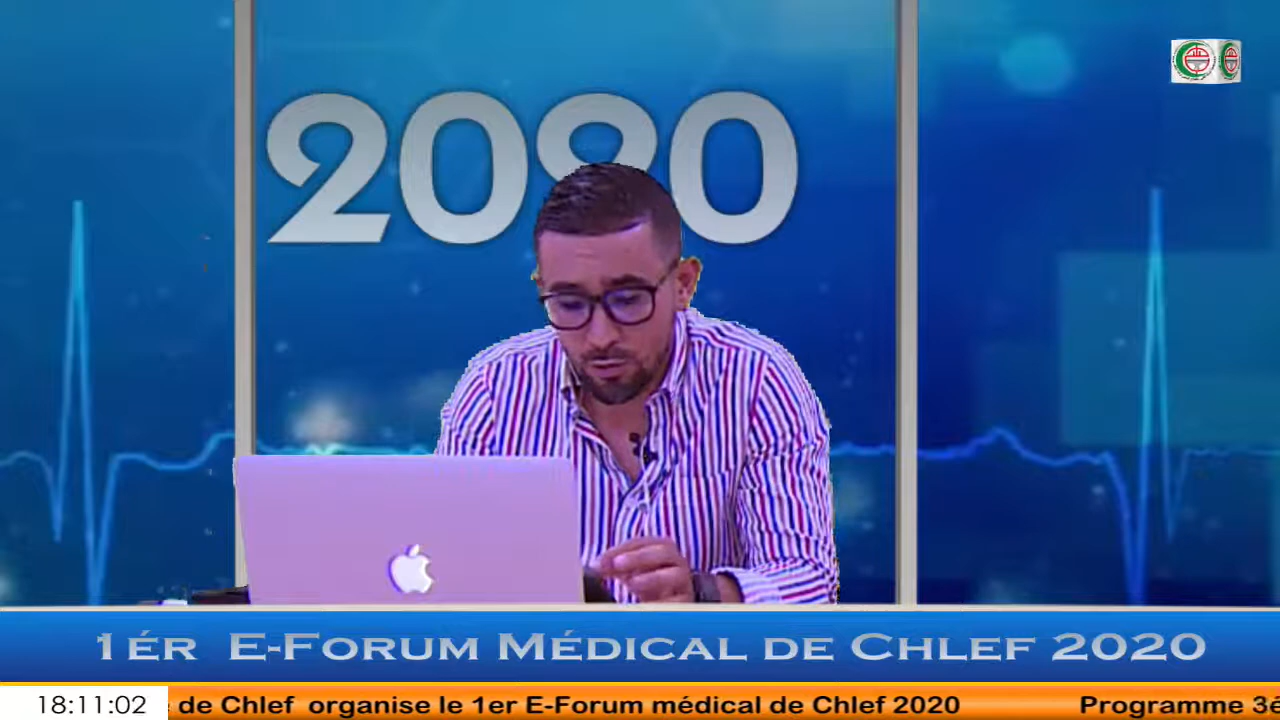 2020
1ÉR E-FORUM MÉDICAL DE CHLEF 2020
18:11:02 de Chlef organise le 1er E-Forum médical de Chlef 2020 Programme 3è